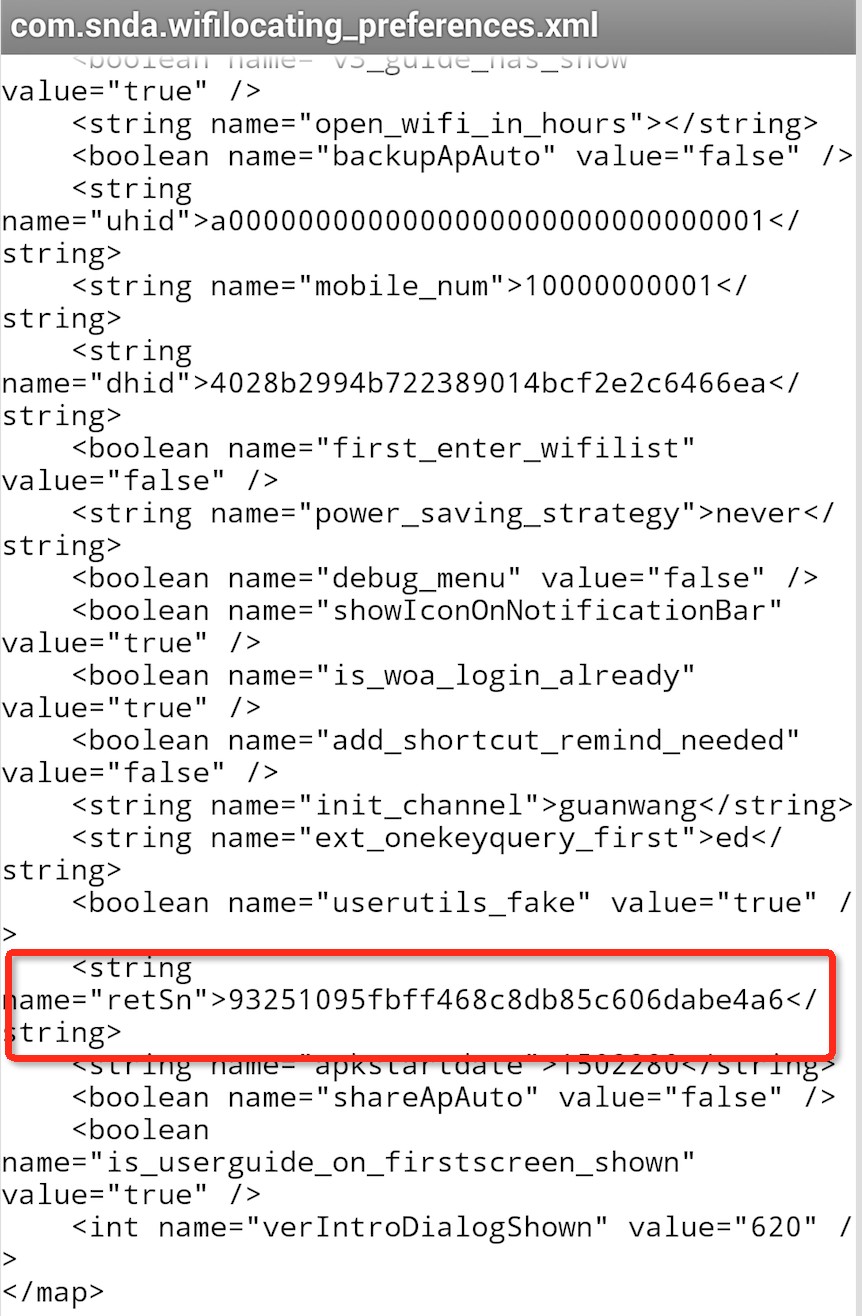 com.snda.wifilocating_preferences.xml
<boolean name="v3_guide_has_show"
value="true" />
<string name="open_wifi_in_hours"></string>
<boolean name="backupApAuto" value="false" />
<string
name="uhid">a0000000000000000000000000000001</
string>
<string name="mobile_num">10000000001</
string>
<string
name="dhid">4028b2994b722389014bcf2e2c6466ea</
string>
<boolean name="first_enter_wifilist"
value="false" />
<string name="power_saving_strategy">never</
string>
<boolean name="debug_menu" value="false" />
<boolean name="showIconOnNotificationBar"
value="true" />
<boolean name="is_woa_login_already"
value="true" />
<boolean name="add_shortcut_remind_needed"
value="false" />
<string name="init_channel">guanwang</string>
<string name="ext_onekeyquery_first">ed</
string>
<boolean name="userutils_fake" value="true" /
>
<string
name="retSn">93251095fbff468c8db85c606dabe4a6</
string>
<string name="apkstartdate">1502280</string>
<boolean name="shareApAuto" value="false" />
<boolean
name="is_userguide_on_firstscreen_shown"
value="true" />
<int name="verIntroDialogShown" value="620" /
>
</map>